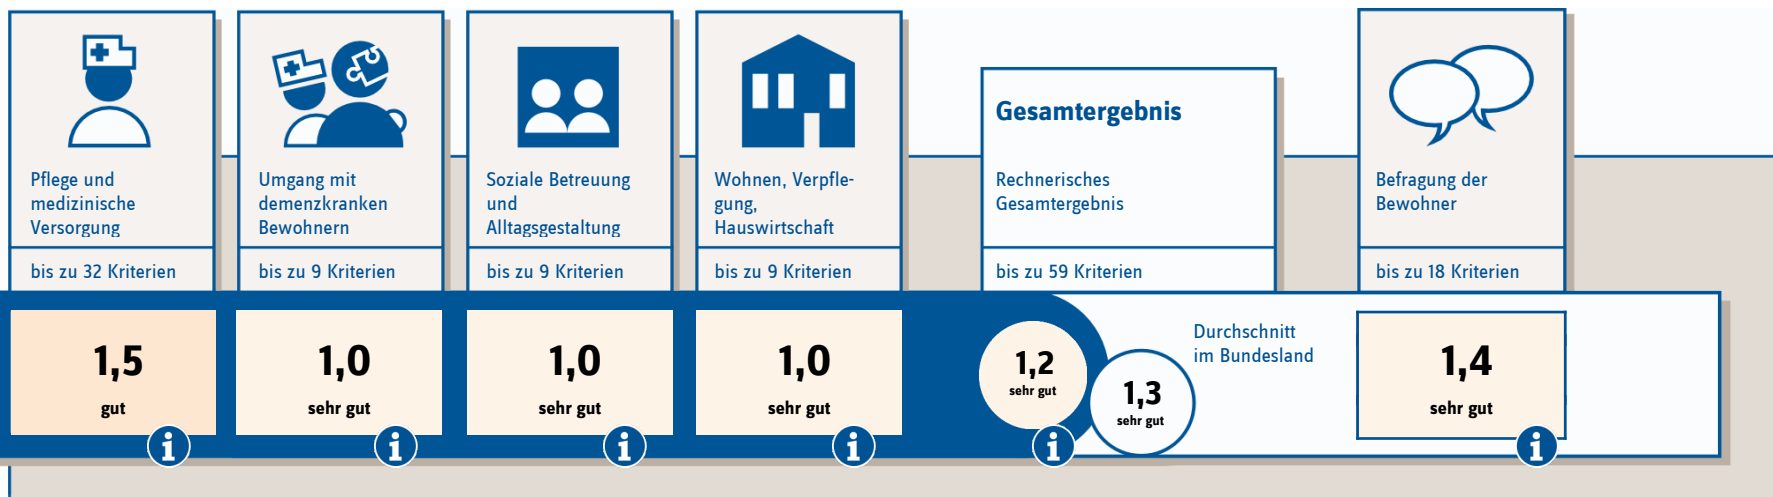 Pflege und
medizinische
Versorgung
bis zu 32 Kriterien
1,5
gut
i
Umgang mit
demenzkranken
Bewohnern
bis zu 9 Kriterien
1,0
sehr gut
i
Soziale Betreuung
und
Alltagsgestaltung
bis zu 9 Kriterien
1,0
sehr gut
i
Wohnen, Verpfle-
gung,
Hauswirtschaft
bis zu 9 Kriterien
1,0
sehr gut
i
Gesamtergebnis
Rechnerisches
Gesamtergebnis
bis zu 59 Kriterien
1,2
sehr gut
i
1,3
sehr gut
Durchschnitt
im Bundesland
Befragung der
Bewohner
bis zu 18 Kriterien
1,4
sehr gut
i